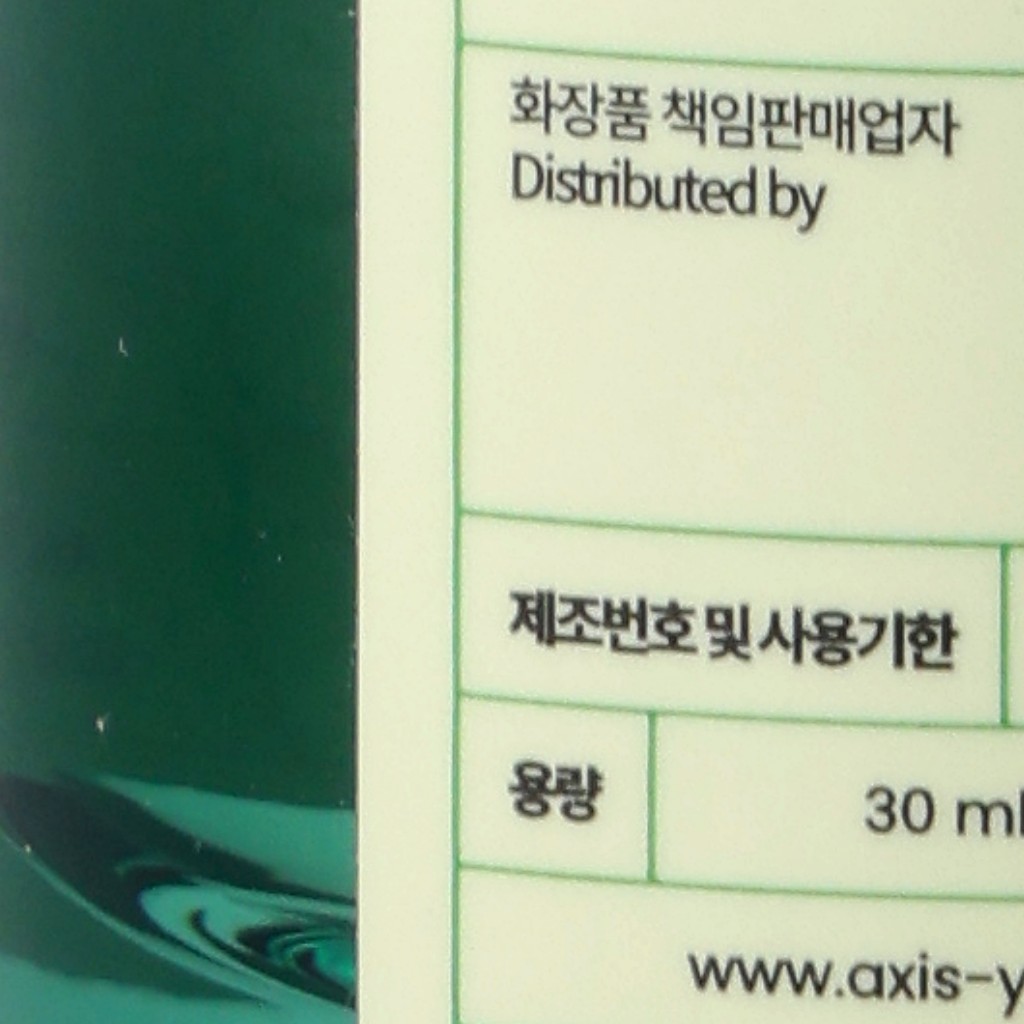 화장품 책임판매업자
Distributed by
제조번호 및 사용기한
용량
30 ml
www.axis-y